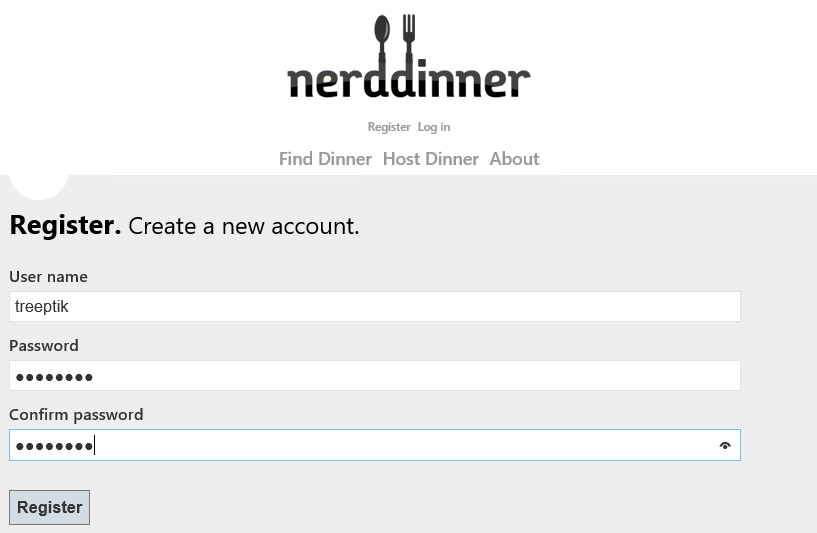 nerddinner
Register Log in
Find Dinner Host Dinner About
Register. Create a new account.
User name
treeptik
Password
●●●●●●●●
Confirm password
●●●●●●●●
Register